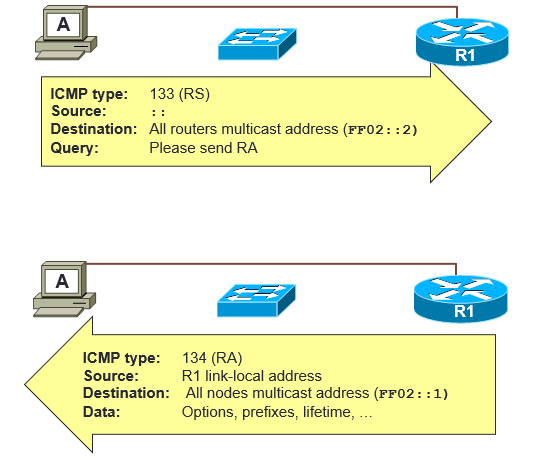 A
R1
ICMP type: 133 (RS)
Source: ::
Destination: All routers multicast address (FF02::2)
Query: Please send RA
A
R1
ICMP type: 134 (RA)
Source: R1 link-local address
Destination: All nodes multicast address (FF02::1)
Data: Options, prefixes, lifetime, ...